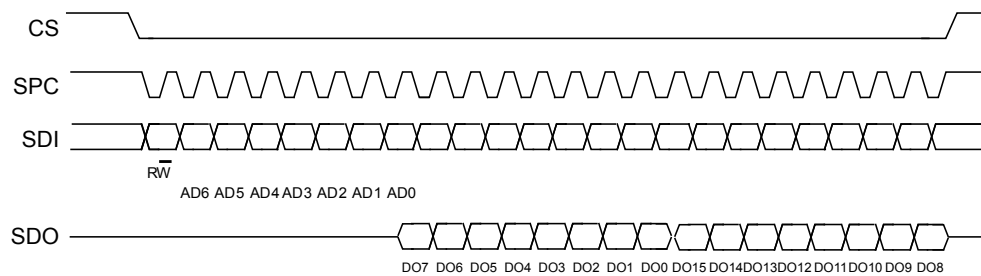 CS
SPC
SDI
RW
AD6 AD5 AD4 AD3 AD2 AD1 AD0
SDO
DO7 DO6 DO5 DO4 DO3 DO2 DO1 DO0 DO15 DO14 DO13 DO12 DO11 DO10 DO9 DO8